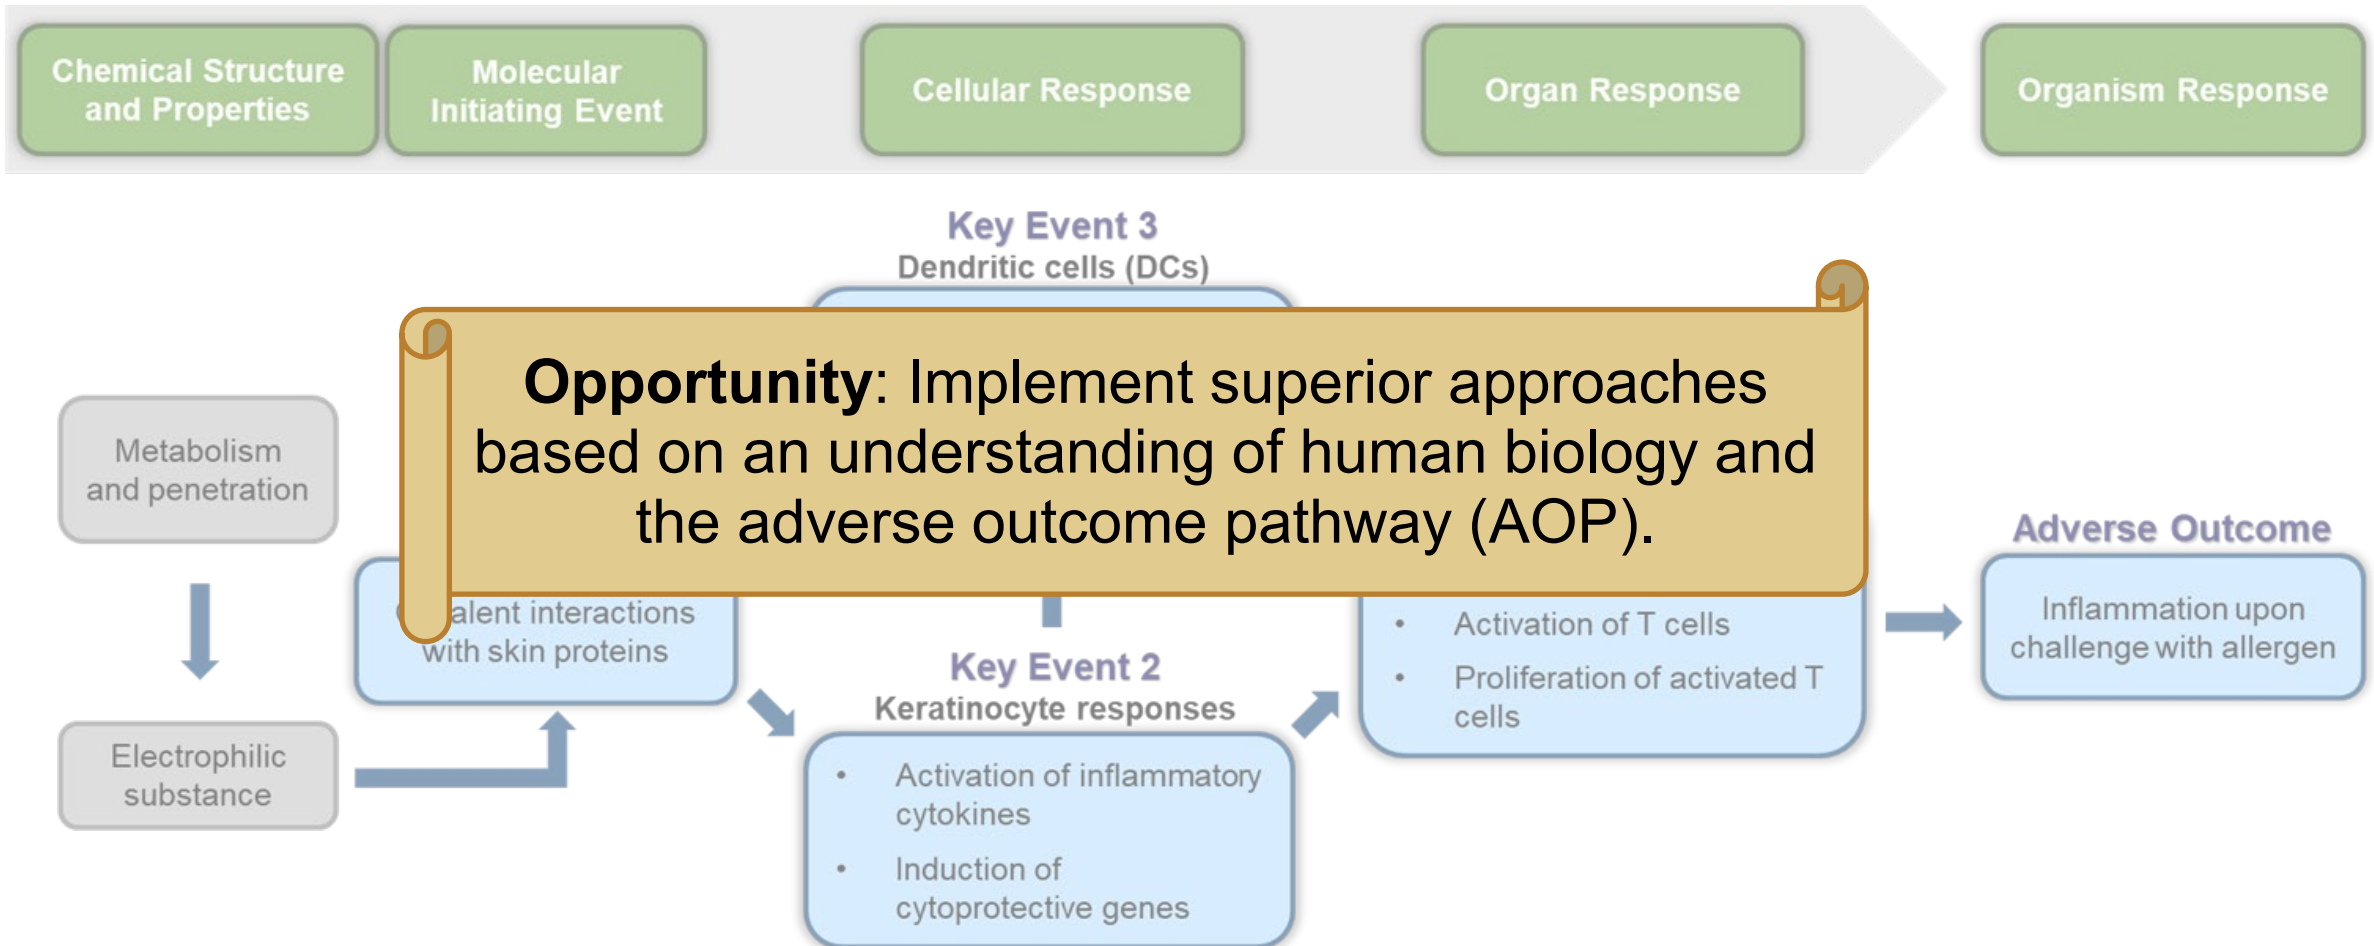 Chemical Structure
and Properties
Molecular
Initiating Event
Cellular Response
Organ Response
Organism Response
Key Event 3
Dendritic cells (DCs)
Opportunity: Implement superior approaches
based on an understanding of human biology and
the adverse outcome pathway (AOP).
Metabolism
and penetration
Electrophilic
substance
alent interactions
with skin proteins
Key Event 2
Keratinocyte responses
• Activation of inflammatory
cytokines
• Induction of
cytoprotective genes
• Activation of T cells
• Proliferation of activated T
cells
Adverse Outcome
Inflammation upon
challenge with allergen